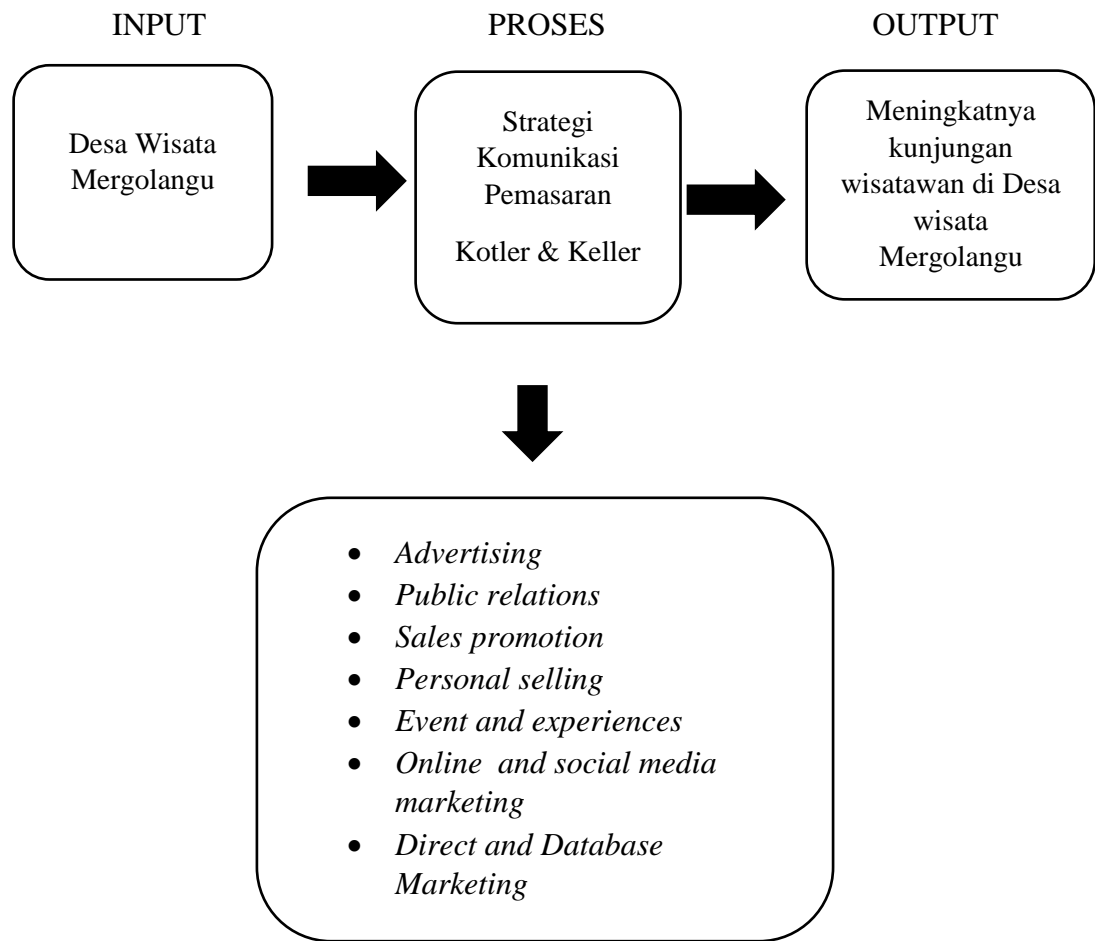 INPUT
PROSES
OUTPUT
Desa Wisata
Mergolangu
Strategi
Komunikasi
Pemasaran
Kotler & Keller
Meningkatnya
kunjungan
wisatawan di Desa
wisata
Mergolangu
• Advertising
• Public relations
• Sales promotion
• Personal selling
• Event and experiences
• Online and social media
marketing
• Direct and Database
Marketing